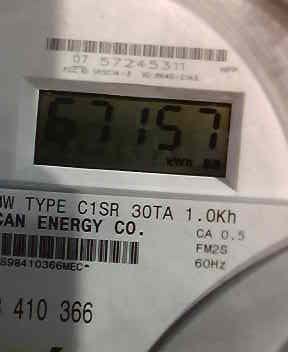 07 57245311
67157
KWH
W TYPE C1SR 30TA 1.0Kh
CAN ENERGY CO.
CA 0.5
FM2S
60Hz
S98410366MEC*
410 366